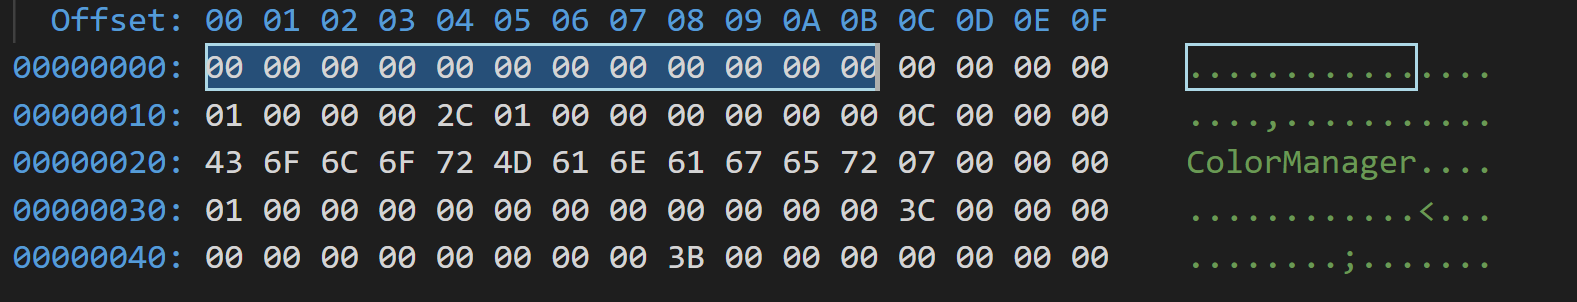 Offset: 00 01 02 03 04 05 06 07 08 09 0A 0B 0C 0D 0E 0F
00000000: 00 00 00 00 00 00 00 00 00 00 00 00 00 00 00 00 ................
00000010: 01 00 00 00 2C 01 00 00 00 00 00 00 0C 00 00 00 ....,...........
00000020: 43 6F 6C 6F 72 4D 61 6E 61 67 65 72 07 00 00 00 ColorManager....
00000030: 01 00 00 00 00 00 00 00 00 00 00 00 3C 00 00 00 ............<...
00000040: 00 00 00 00 00 00 00 00 3B 00 00 00 00 00 00 00 ........;.......